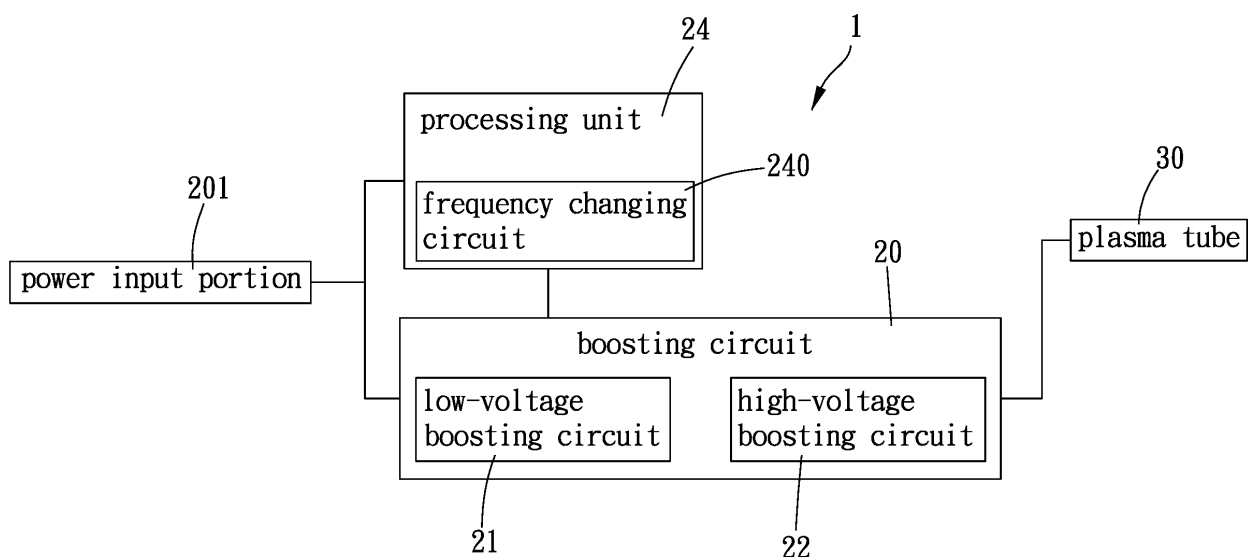 1
24
processing unit
240
frequency changing
circuit
201
power input portion
30
plasma tube
20
boosting circuit
low-voltage
boosting circuit
high-voltage
boosting circuit
21
22